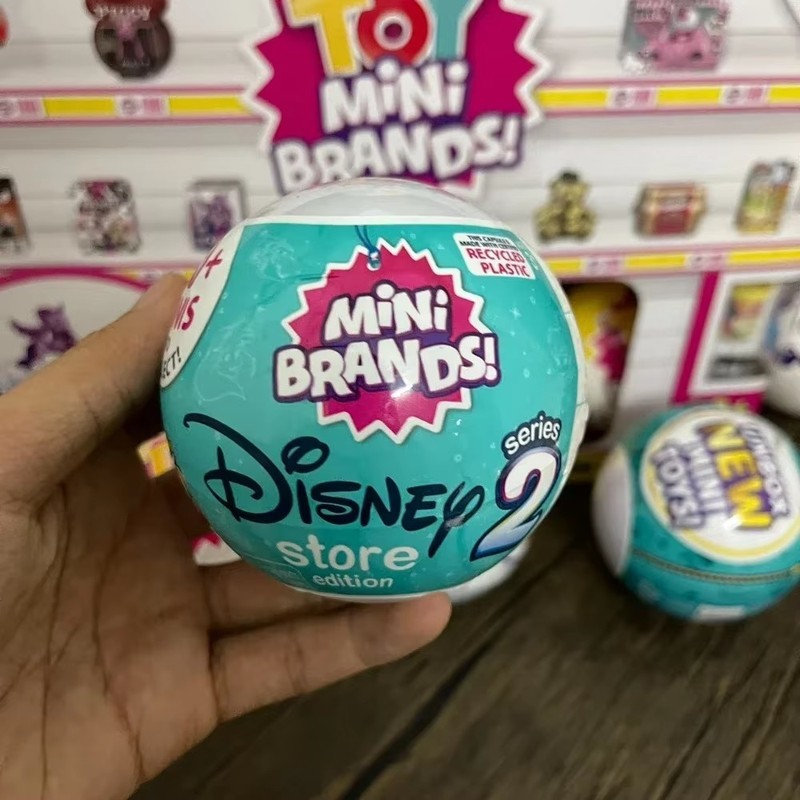 TOY
MiNi
BRANDS!
THIS CAPSULE
MADE WITH CERTIFIED
RECYCLED
PLASTIC
MiNi
BRANDS!
series
2
DISNEY
store
edition
UNBOX
NEW
MINI
TOYS!